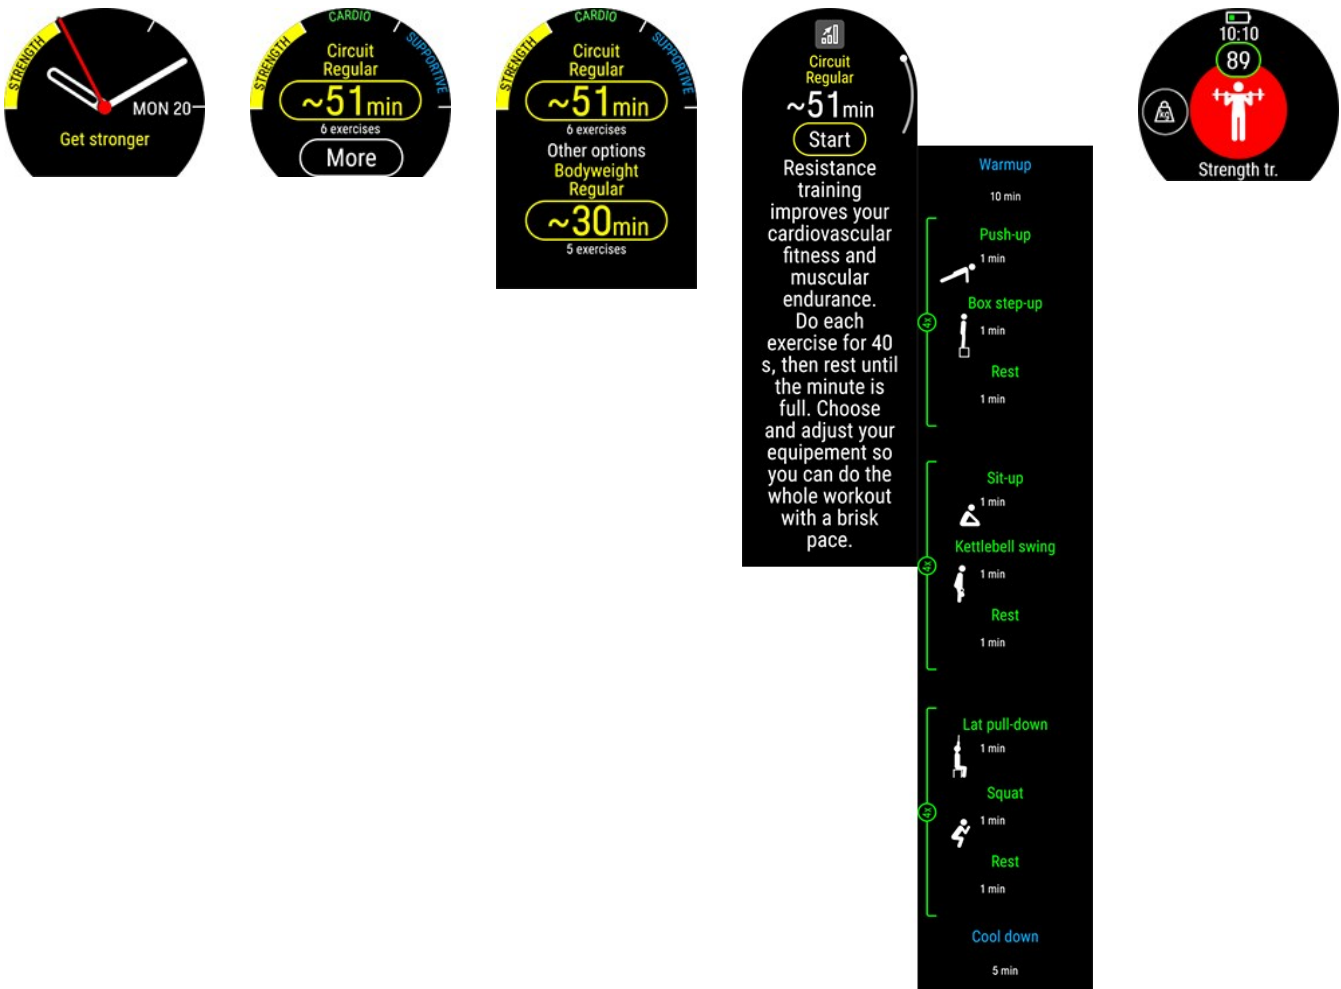 STRENGTH
MON 20
Get stronger
CARDIO
STRENGTH
SUPPORTIVE
Circuit
Regular
~51min
6 exercises
More
CARDIO
STRENGTH
SUPPORTIVE
Circuit
Regular
~51min
6 exercises
Other options
Bodyweight
Regular
~30min
5 exercises
Circuit
Regular
~51min
Start
Resistance
training
improves your
cardiovascular
fitness and
muscular
endurance.
Do each
exercise for 40
s, then rest until
the minute is
full. Choose
and adjust your
equipement so
you can do the
whole workout
with a brisk
pace.
Warmup
10 min
Push-up
1 min
Box step-up
1 min
4x
Rest
1 min
Sit-up
1 min
Kettlebell swing
4x
1 min
Rest
1 min
Lat pull-down
1 min
Squat
4x
1 min
Rest
1 min
Cool down
5 min
10:10
89
kg
Strength tr.